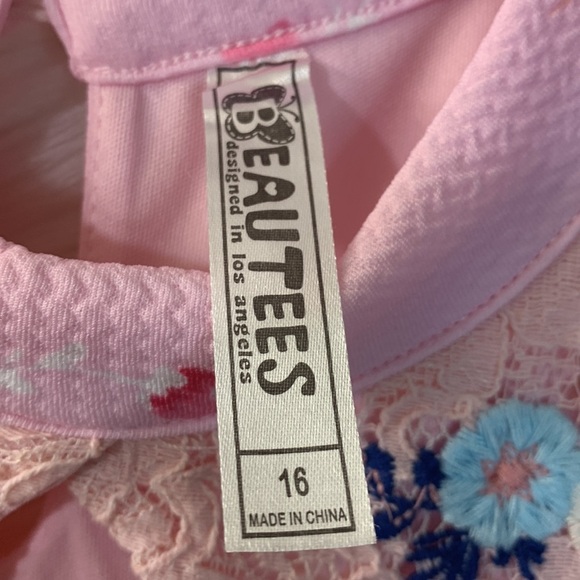 BEAUTEES
designed in los angeles
16
MADE IN CHINA